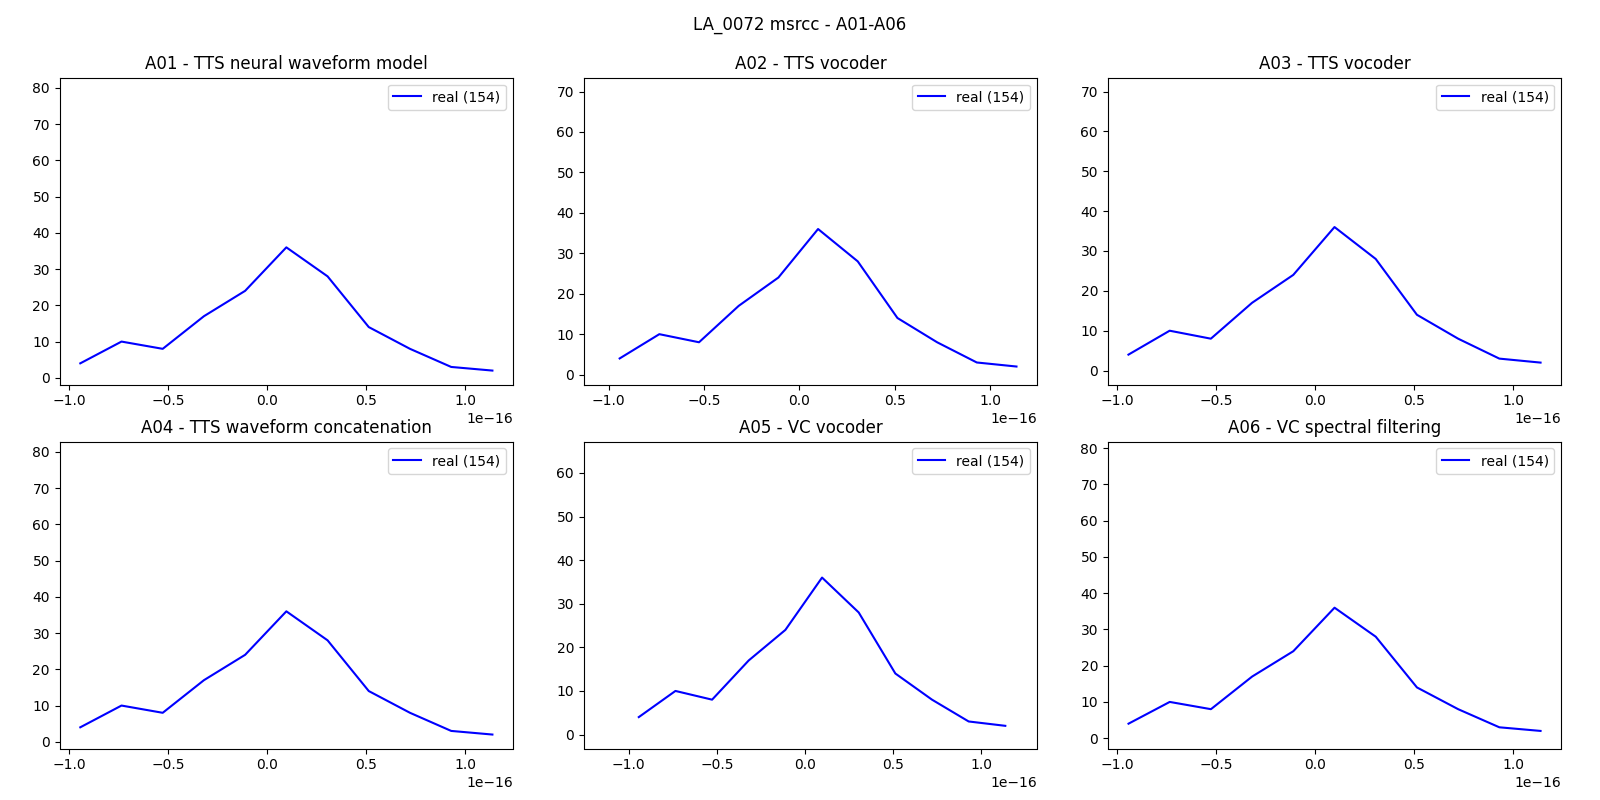 LA_0072 msrcc - A01-A06
A01 - TTS neural waveform model
real (154)
80
70
60
50
40
30
20
10
0
−1.0 −0.5 0.0 0.5 1.0
1e−16
A02 - TTS vocoder
real (154)
70
60
50
40
30
20
10
0
−1.0 −0.5 0.0 0.5 1.0
1e−16
A03 - TTS vocoder
real (154)
70
60
50
40
30
20
10
0
−1.0 −0.5 0.0 0.5 1.0
1e−16
A04 - TTS waveform concatenation
real (154)
80
70
60
50
40
30
20
10
0
−1.0 −0.5 0.0 0.5 1.0
1e−16
A05 - VC vocoder
real (154)
60
50
40
30
20
10
0
−1.0 −0.5 0.0 0.5 1.0
1e−16
A06 - VC spectral filtering
real (154)
80
70
60
50
40
30
20
10
0
−1.0 −0.5 0.0 0.5 1.0
1e−16